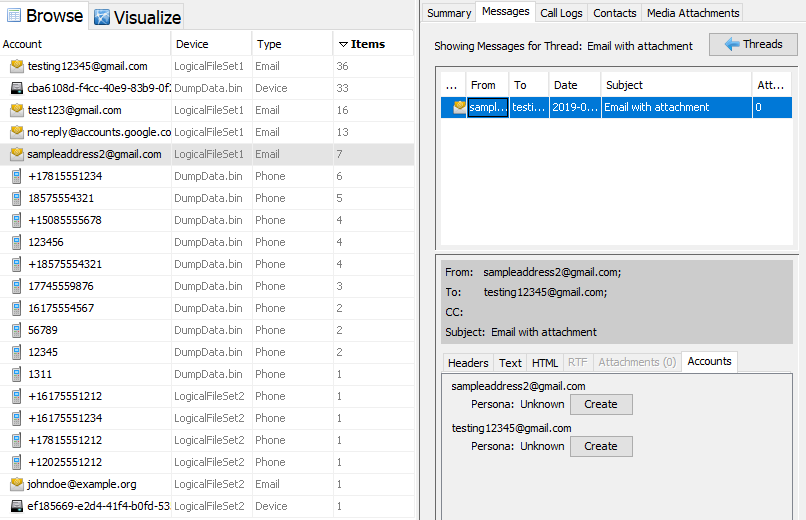 Browse Visualize
Account Device Type Items
testing12345@gmail.com LogicalFileSet1 Email 36
cba6108d-f4cc-40e9-83b9-0f2 DumpData.bin Device 33
test123@gmail.com LogicalFileSet1 Email 16
no-reply@accounts.google.co LogicalFileSet1 Email 13
sampleaddress2@gmail.com LogicalFileSet1 Email 7
+17815551234 DumpData.bin Phone 6
18575554321 DumpData.bin Phone 5
+15085555678 DumpData.bin Phone 4
123456 DumpData.bin Phone 4
+18575554321 DumpData.bin Phone 4
17745559876 DumpData.bin Phone 3
16175554567 DumpData.bin Phone 2
56789 DumpData.bin Phone 2
12345 DumpData.bin Phone 2
1311 DumpData.bin Phone 1
+16175551212 LogicalFileSet2 Phone 1
+16175551234 LogicalFileSet2 Phone 1
+17815551212 LogicalFileSet2 Phone 1
+12025551212 LogicalFileSet2 Phone 1
johndoe@example.org LogicalFileSet2 Email 1
ef185669-e2d4-41f4-b0fd-53 LogicalFileSet2 Device 1
Summary Messages Call Logs Contacts Media Attachments
Showing Messages for Thread: Email with attachment Threads
... From To Date Subject Att...
sampl... testi... 2019-0... Email with attachment 0
From: sampleaddress2@gmail.com;
To: testing12345@gmail.com;
CC:
Subject: Email with attachment
Headers Text HTML RTF Attachments (0) Accounts
sampleaddress2@gmail.com
Persona: Unknown Create
testing12345@gmail.com
Persona: Unknown Create